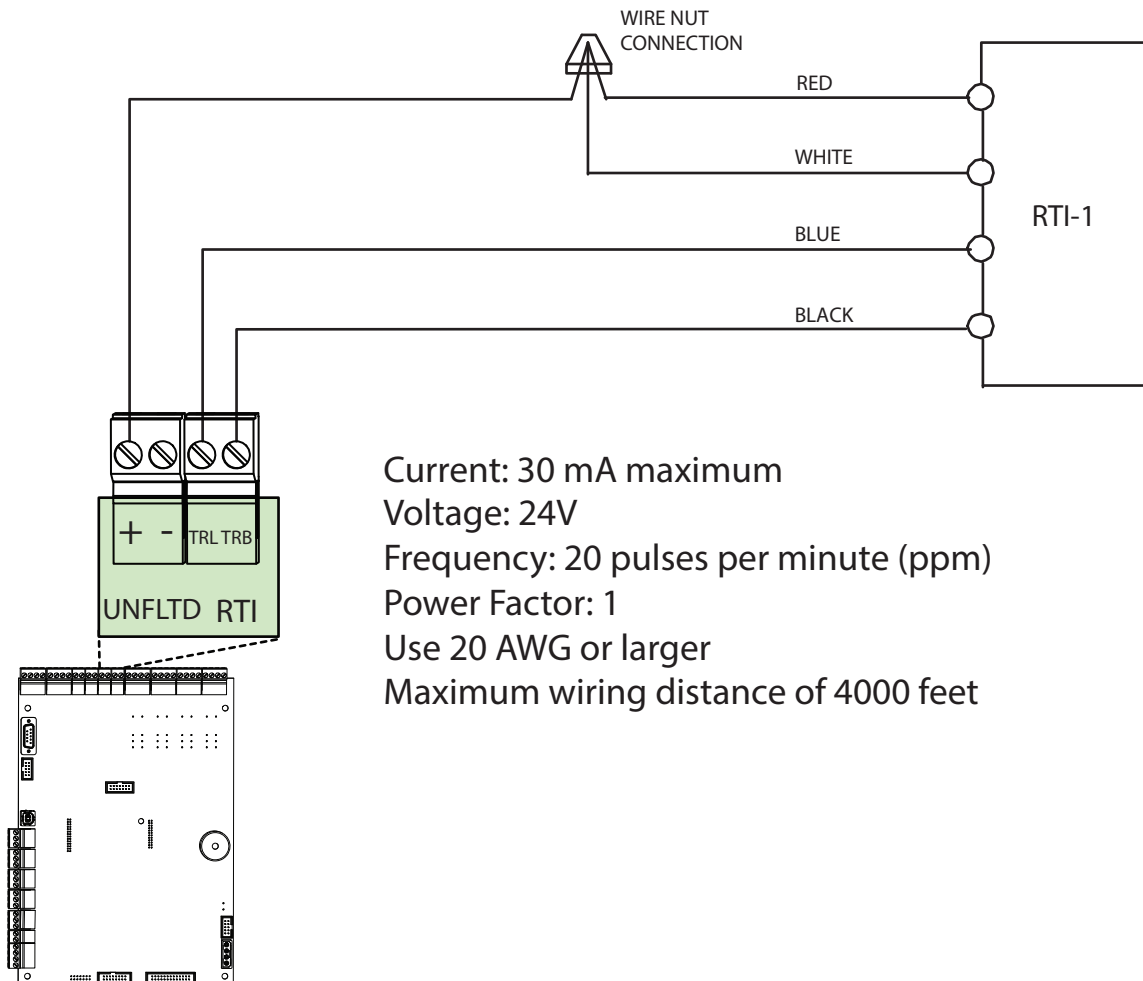 WIRE NUT
CONNECTION
RED
WHITE
RTI-1
BLUE
BLACK
Current: 30 mA maximum
Voltage: 24V
Frequency: 20 pulses per minute (ppm)
Power Factor: 1
Use 20 AWG or larger
Maximum wiring distance of 4000 feet
+ - TRL TRB
UNFLTD RTI